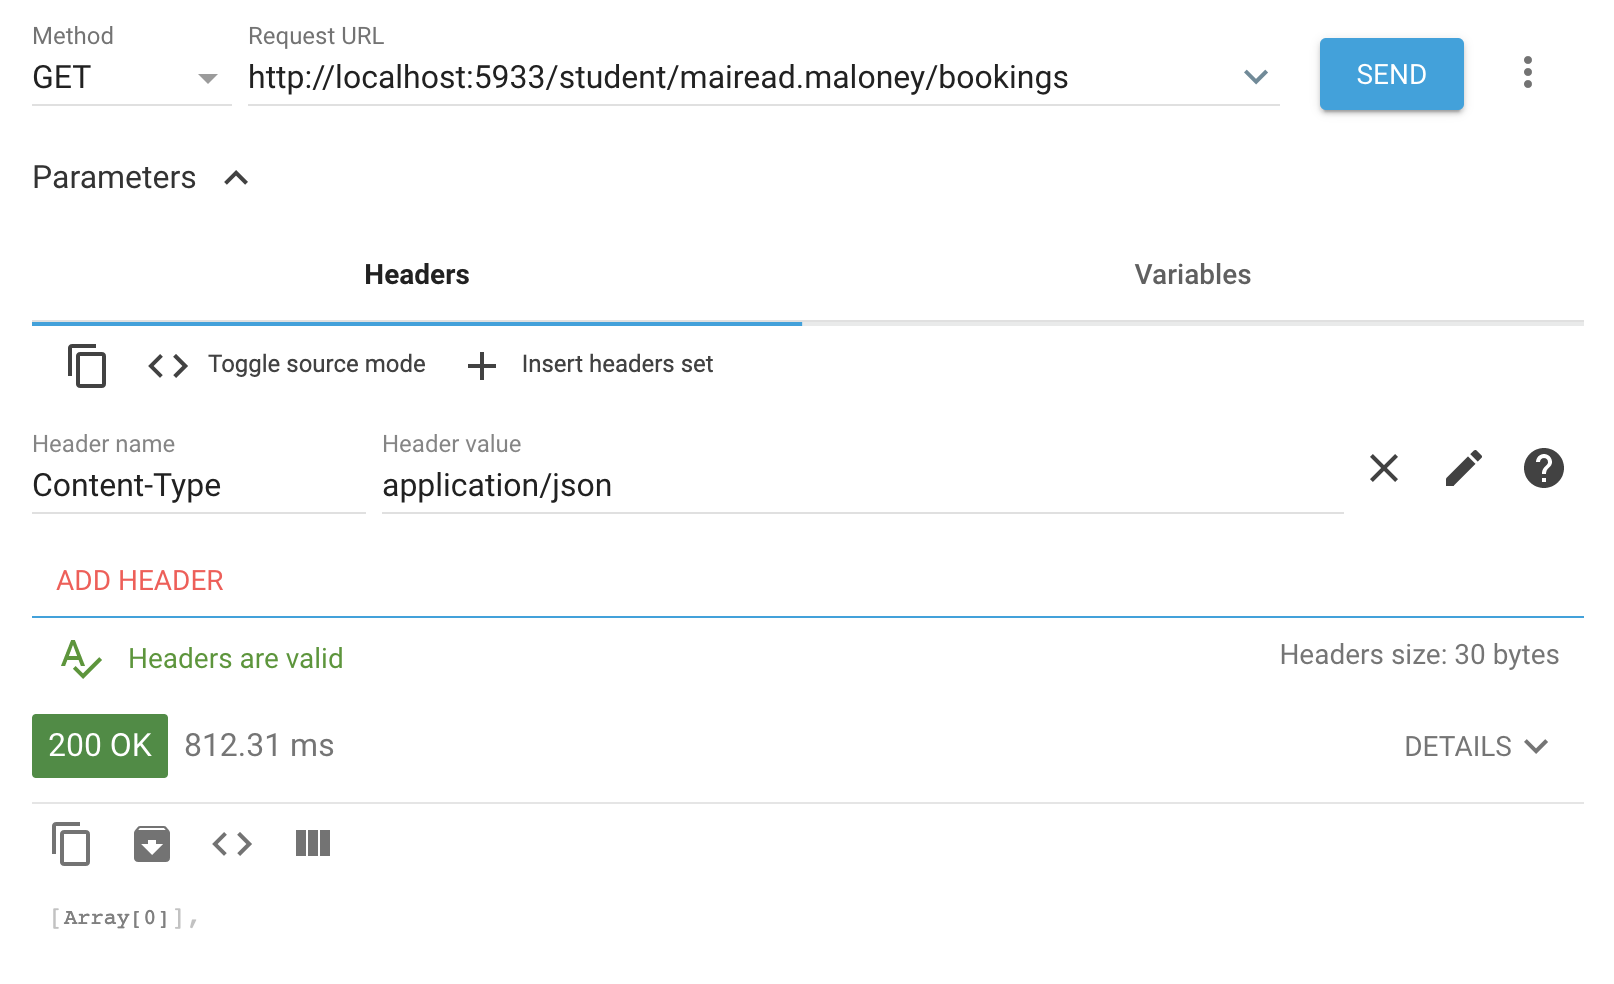 Method
Request URL
GET
http://localhost:5933/student/mairead.maloney/bookings
SEND
Parameters
Headers
Variables
Toggle source mode
Insert headers set
Header name
Header value
Content-Type
application/json
ADD HEADER
Headers are valid
Headers size: 30 bytes
200 OK
812.31 ms
DETAILS
[Array[0]],